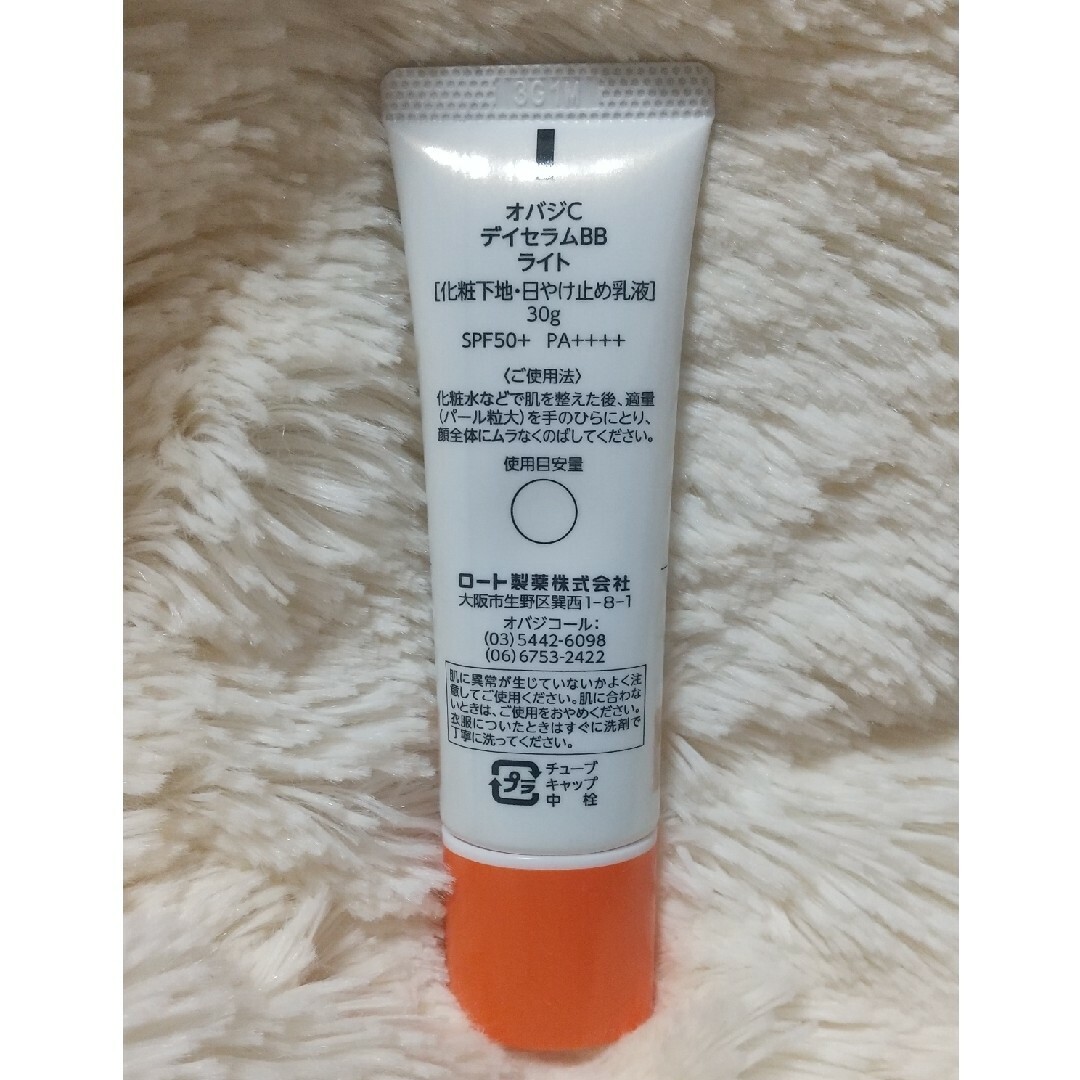 3G1M
オバジC
デイセラムBB
ライト
[化粧下地・日やけ止め乳液]
30g
SPF50+ PA++++
〈ご使用法〉
化粧水などで肌を整えた後、適量
(パール粒大)を手のひらにとり、
顔全体にムラなくのばしてください。
使用目安量
ロート製薬株式会社
大阪市生野区巽西1-8-1
オバジコール:
(03)5442-6098
(06)6753-2422
肌に異常が生じていないかよく注
意してご使用ください。肌に合わな
いときは、ご使用をおやめください。
衣服についたときはすぐに洗剤で
丁寧に洗ってください。
プラ
チューブ
キャップ
中 栓